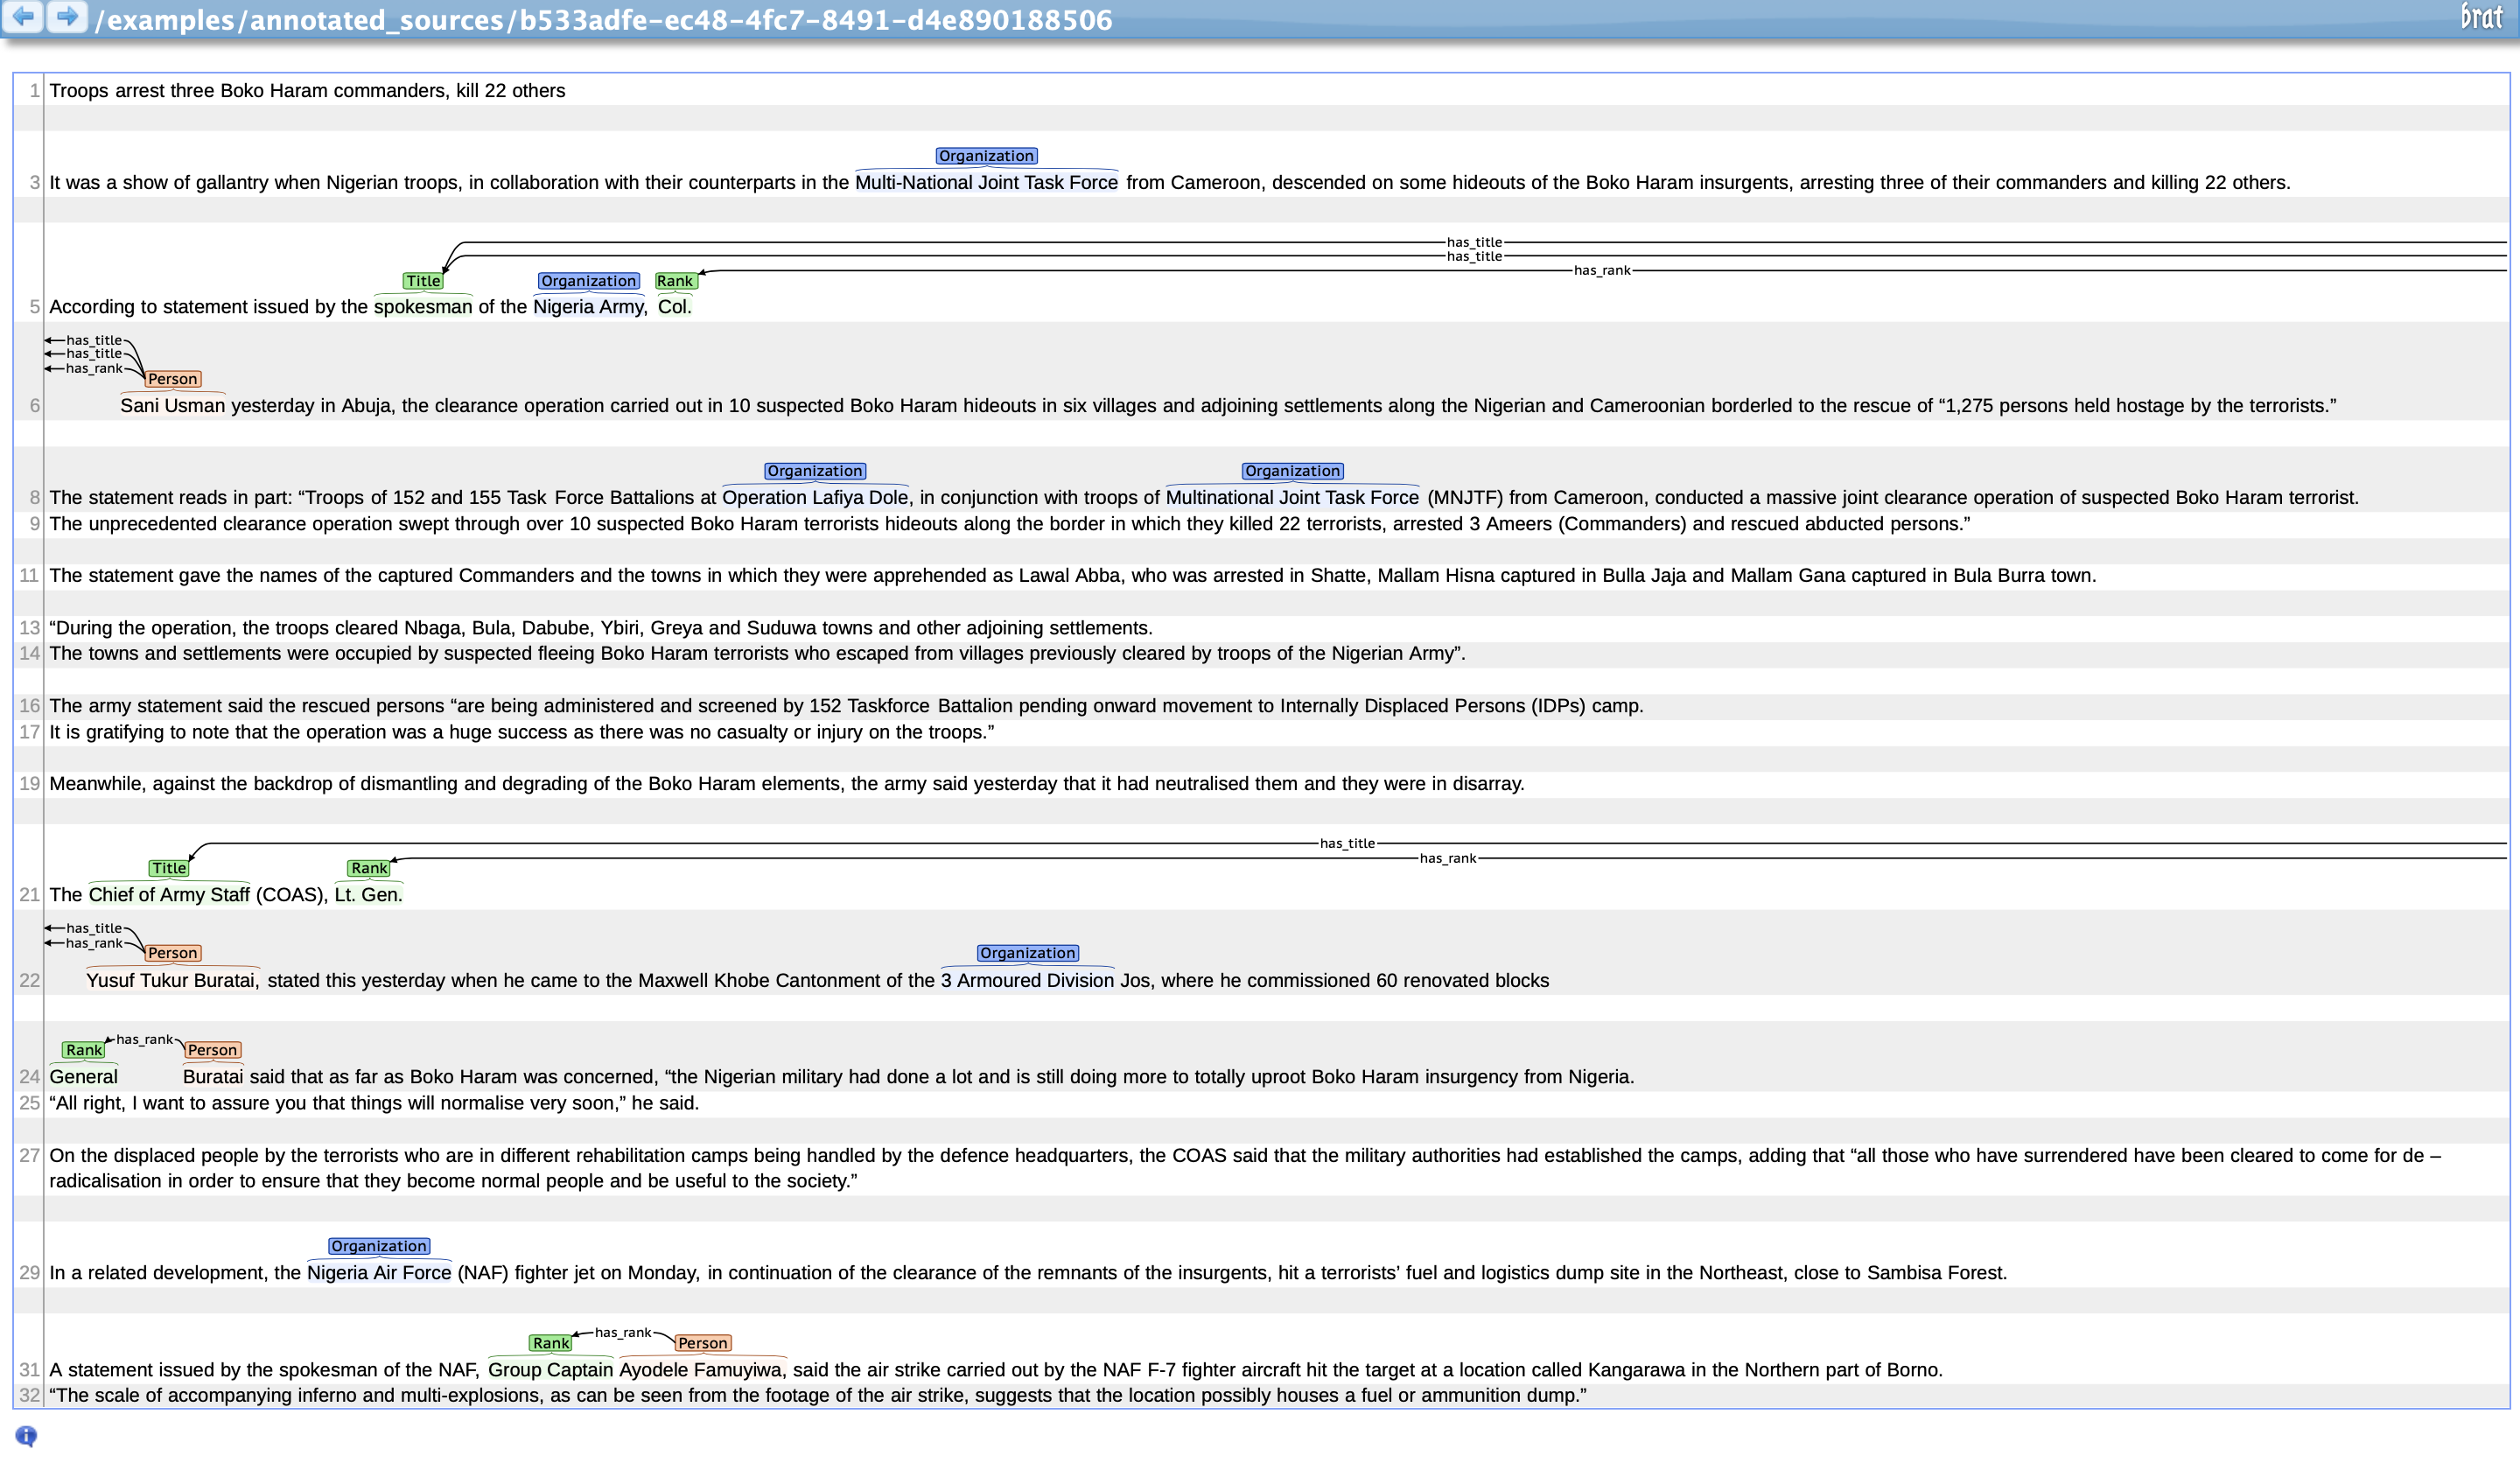 /examples/annotated_sources/b533adfe-ec48-4fc7-8491-d4e890188506 brat
1 Troops arrest three Boko Haram commanders, kill 22 others
Organization
3 It was a show of gallantry when Nigerian troops, in collaboration with their counterparts in the Multi-National Joint Task Force from Cameroon, descended on some hideouts of the Boko Haram insurgents, arresting three of their commanders and killing 22 others.
has_title
has_title
has_rank
Title Organization Rank
5 According to statement issued by the spokesman of the Nigeria Army, Col.
has_title
has_title
has_rank
Person
6 Sani Usman yesterday in Abuja, the clearance operation carried out in 10 suspected Boko Haram hideouts in six villages and adjoining settlements along the Nigerian and Cameroonian borderled to the rescue of “1,275 persons held hostage by the terrorists.”
Organization Organization
8 The statement reads in part: “Troops of 152 and 155 Task Force Battalions at Operation Lafiya Dole, in conjunction with troops of Multinational Joint Task Force (MNJTF) from Cameroon, conducted a massive joint clearance operation of suspected Boko Haram terrorist.
9 The unprecedented clearance operation swept through over 10 suspected Boko Haram terrorists hideouts along the border in which they killed 22 terrorists, arrested 3 Ameers (Commanders) and rescued abducted persons.”
11 The statement gave the names of the captured Commanders and the towns in which they were apprehended as Lawal Abba, who was arrested in Shatte, Mallam Hisna captured in Bulla Jaja and Mallam Gana captured in Bula Burra town.
13 “During the operation, the troops cleared Nbaga, Bula, Dabube, Ybiri, Greya and Suduwa towns and other adjoining settlements.
14 The towns and settlements were occupied by suspected fleeing Boko Haram terrorists who escaped from villages previously cleared by troops of the Nigerian Army”.
16 The army statement said the rescued persons “are being administered and screened by 152 Taskforce Battalion pending onward movement to Internally Displaced Persons (IDPs) camp.
17 It is gratifying to note that the operation was a huge success as there was no casualty or injury on the troops.”
19 Meanwhile, against the backdrop of dismantling and degrading of the Boko Haram elements, the army said yesterday that it had neutralised them and they were in disarray.
has_title
has_rank
Title Rank
21 The Chief of Army Staff (COAS), Lt. Gen.
has_title
has_rank
Person Organization
22 Yusuf Tukur Buratai, stated this yesterday when he came to the Maxwell Khobe Cantonment of the 3 Armoured Division Jos, where he commissioned 60 renovated blocks
Rank has_rank Person
24 General Buratai said that as far as Boko Haram was concerned, “the Nigerian military had done a lot and is still doing more to totally uproot Boko Haram insurgency from Nigeria.
25 “All right, I want to assure you that things will normalise very soon,” he said.
27 On the displaced people by the terrorists who are in different rehabilitation camps being handled by the defence headquarters, the COAS said that the military authorities had established the camps, adding that “all those who have surrendered have been cleared to come for de –
radicalisation in order to ensure that they become normal people and be useful to the society.”
Organization
29 In a related development, the Nigeria Air Force (NAF) fighter jet on Monday, in continuation of the clearance of the remnants of the insurgents, hit a terrorists’ fuel and logistics dump site in the Northeast, close to Sambisa Forest.
Rank has_rank Person
31 A statement issued by the spokesman of the NAF, Group Captain Ayodele Famuyiwa, said the air strike carried out by the NAF F-7 fighter aircraft hit the target at a location called Kangarawa in the Northern part of Borno.
32 “The scale of accompanying inferno and multi-explosions, as can be seen from the footage of the air strike, suggests that the location possibly houses a fuel or ammunition dump.”